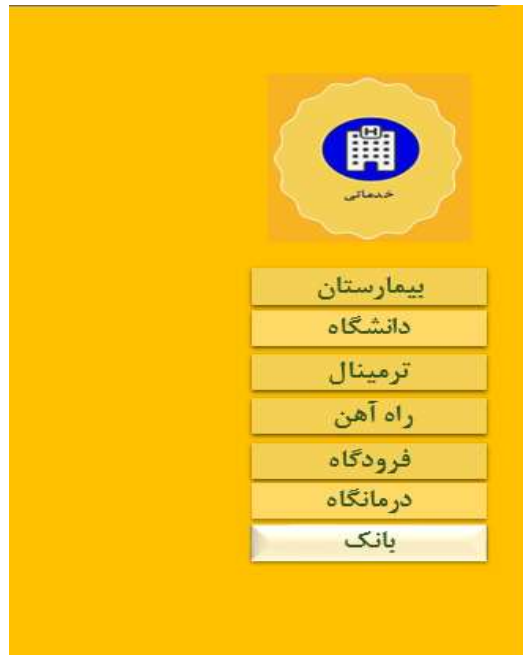 H
خدماتی
بیمارستان
دانشگاه
ترمینال
راه آهن
فرودگاه
درمانگاه
بانک